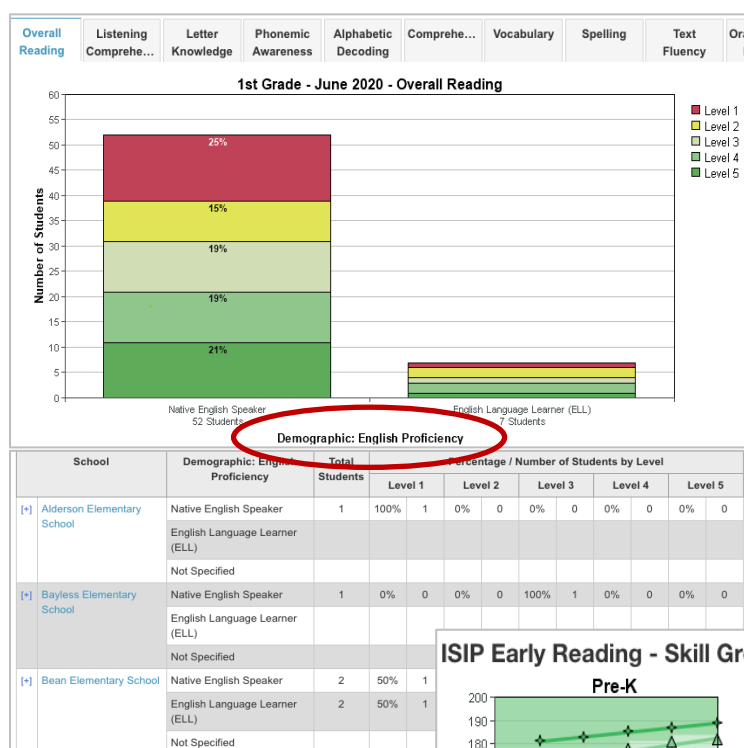 Overall Reading
Listening Comprehe...
Letter Knowledge
Phonemic Awareness
Alphabetic Decoding
Comprehe...
Vocabulary
Spelling
Text Fluency
1st Grade - June 2020 - Overall Reading
Number of Students
60
55
50
45
40
35
30
25
20
15
10
5
0
25%
15%
19%
19%
21%
Level 1
Level 2
Level 3
Level 4
Level 5
Native English Speaker
52 Students
English Language Learner (ELL)
7 Students
Demographic: English Proficiency
School Demographic: English Proficiency Total Students Percentage / Number of Students by Level
Level 1 Level 2 Level 3 Level 4 Level 5
[+] Alderson Elementary School Native English Speaker 1 100% 1 0% 0 0% 0 0% 0 0% 0
English Language Learner (ELL)
Not Specified
[+] Bayless Elementary School Native English Speaker 1 0% 0 0% 0 100% 1 0% 0 0% 0
English Language Learner (ELL)
Not Specified
[+] Bean Elementary School Native English Speaker 2 50% 1
English Language Learner (ELL) 2 50% 1
Not Specified
ISIP Early Reading - Skill Gr
Pre-K
200
190
180